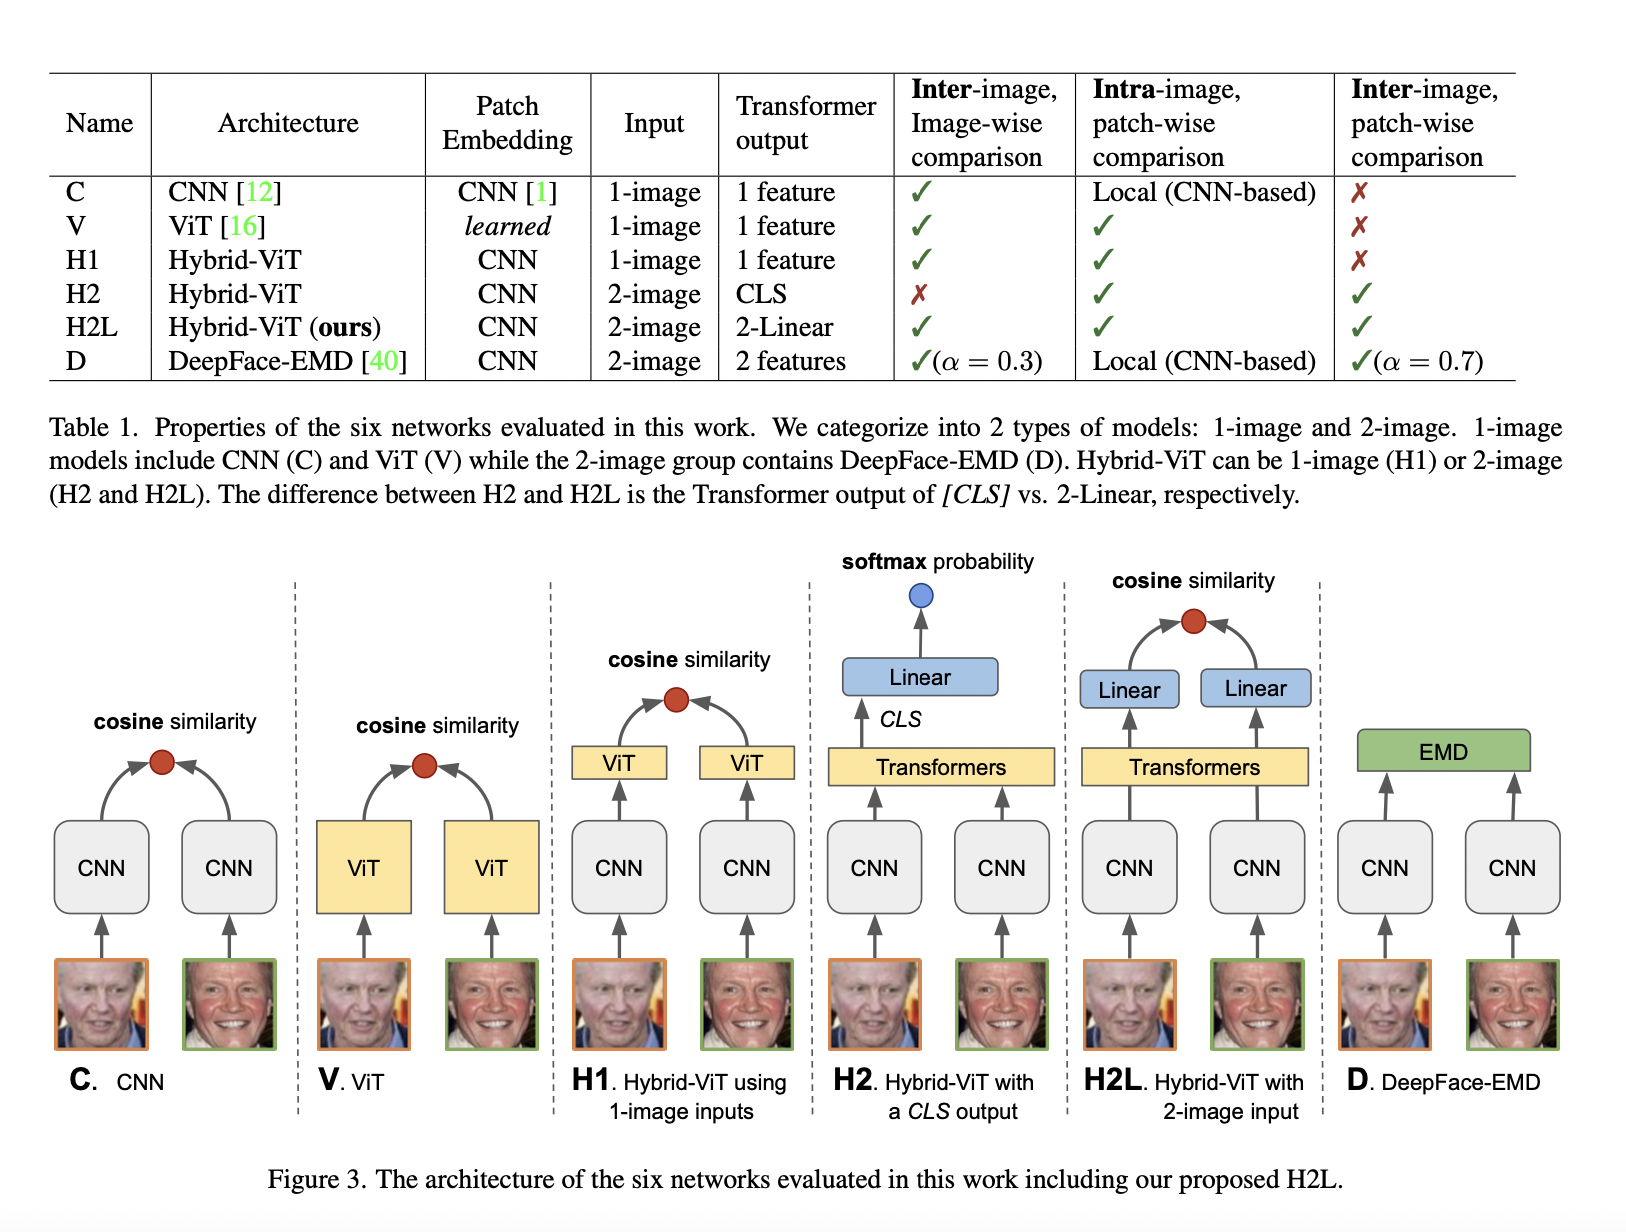 Name | Architecture | Patch Embedding | Input | Transformer output | Inter-image, Image-wise comparison | Intra-image, patch-wise comparison | Inter-image, patch-wise comparison
C | CNN [12] | CNN [1] | 1-image | 1 feature | ✓ | Local (CNN-based) | ✗
V | ViT [16] | learned | 1-image | 1 feature | ✓ | ✓ | ✗
H1 | Hybrid-ViT | CNN | 1-image | 1 feature | ✓ | ✓ | ✗
H2 | Hybrid-ViT | CNN | 2-image | CLS | ✗ | ✓ | ✓
H2L | Hybrid-ViT (ours) | CNN | 2-image | 2-Linear | ✓ | ✓ | ✓
D | DeepFace-EMD [40] | CNN | 2-image | 2 features | ✓(α = 0.3) | Local (CNN-based) | ✓(α = 0.7)
Table 1. Properties of the six networks evaluated in this work. We categorize into 2 types of models: 1-image and 2-image. 1-image
models include CNN (C) and ViT (V) while the 2-image group contains DeepFace-EMD (D). Hybrid-ViT can be 1-image (H1) or 2-image
(H2 and H2L). The difference between H2 and H2L is the Transformer output of [CLS] vs. 2-Linear, respectively.
cosine similarity
CNN CNN
C. CNN
cosine similarity
ViT ViT
V. ViT
cosine similarity
ViT ViT
CNN CNN
H1. Hybrid-ViT using
1-image inputs
softmax probability
Linear
CLS
Transformers
CNN CNN
H2. Hybrid-ViT with
a CLS output
cosine similarity
Linear Linear
Transformers
CNN CNN
H2L. Hybrid-ViT with
2-image input
EMD
CNN CNN
D. DeepFace-EMD
Figure 3. The architecture of the six networks evaluated in this work including our proposed H2L.